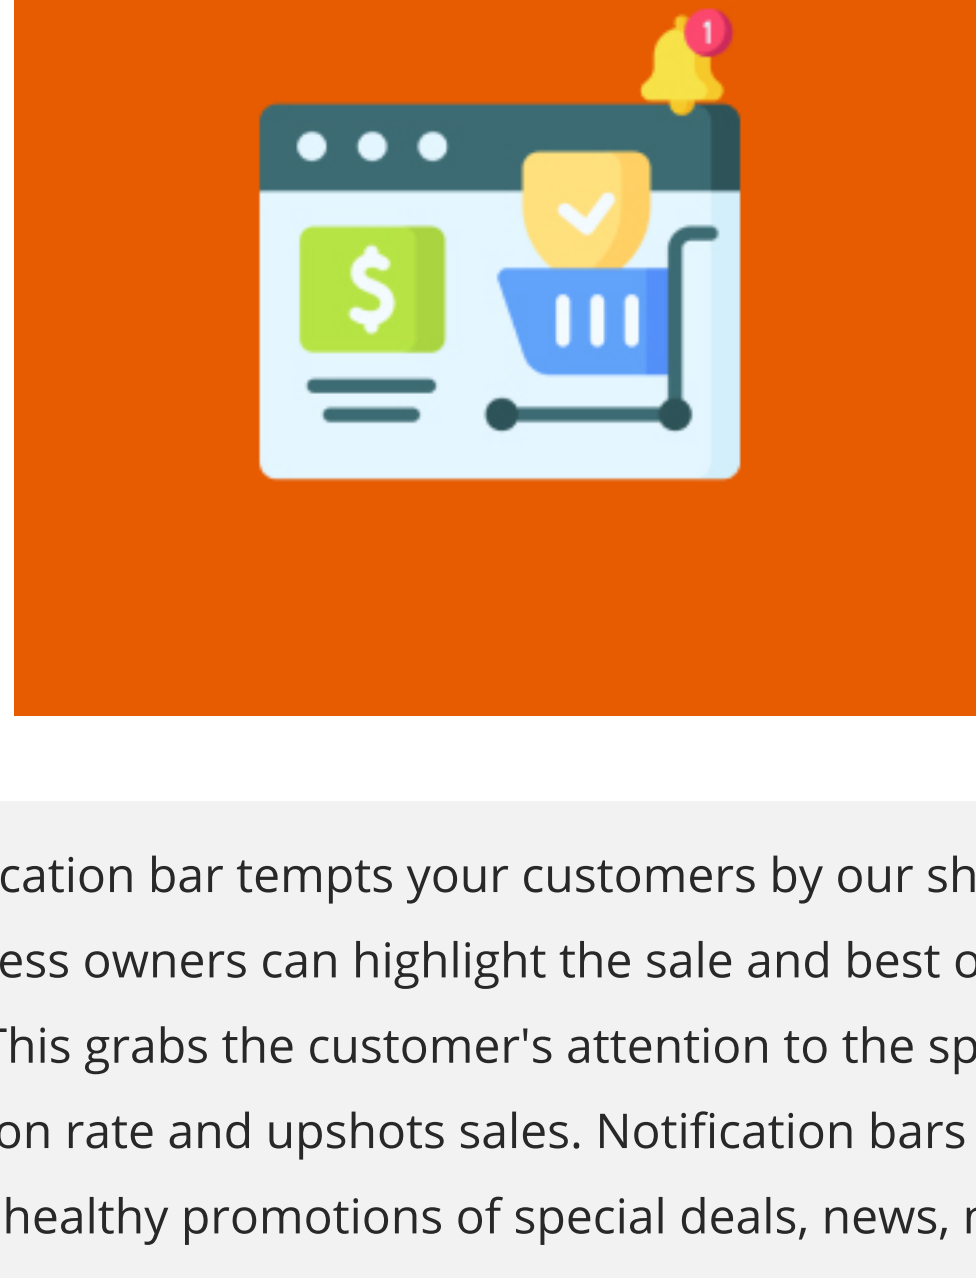 1
$
cation bar tempts your customers by our sh
ess owners can highlight the sale and best o
This grabs the customer's attention to the sp
on rate and upshots sales. Notification bars
healthy promotions of special deals, news,